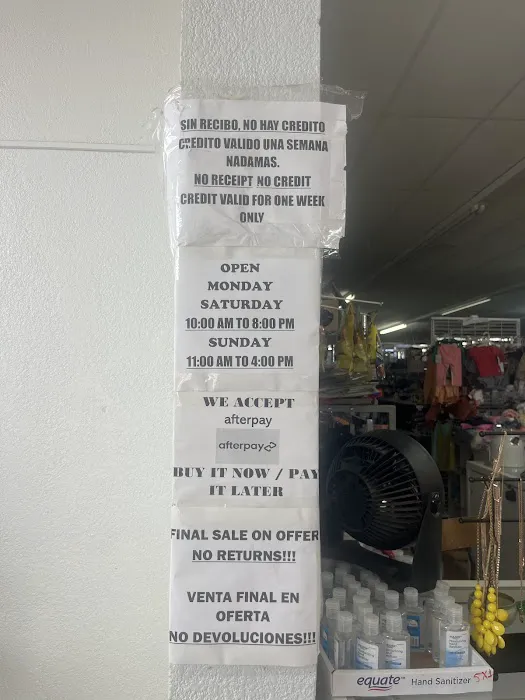 SIN RECIBO, NO HAY CREDITO
CREDITO VALIDO UNA SEMANA
NADAMAS.
NO RECEIPT NO CREDIT
CREDIT VALID FOR ONE WEEK
ONLY
OPEN
MONDAY
SATURDAY
10:00 AM TO 8:00 PM
SUNDAY
11:00 AM TO 4:00 PM
WE ACCEPT
afterpay
afterpay
BUY IT NOW / PAY
IT LATER
FINAL SALE ON OFFER
NO RETURNS!!!
VENTA FINAL EN
OFERTA
NO DEVOLUCIONES!!!
equate™ Hand Sanitizer